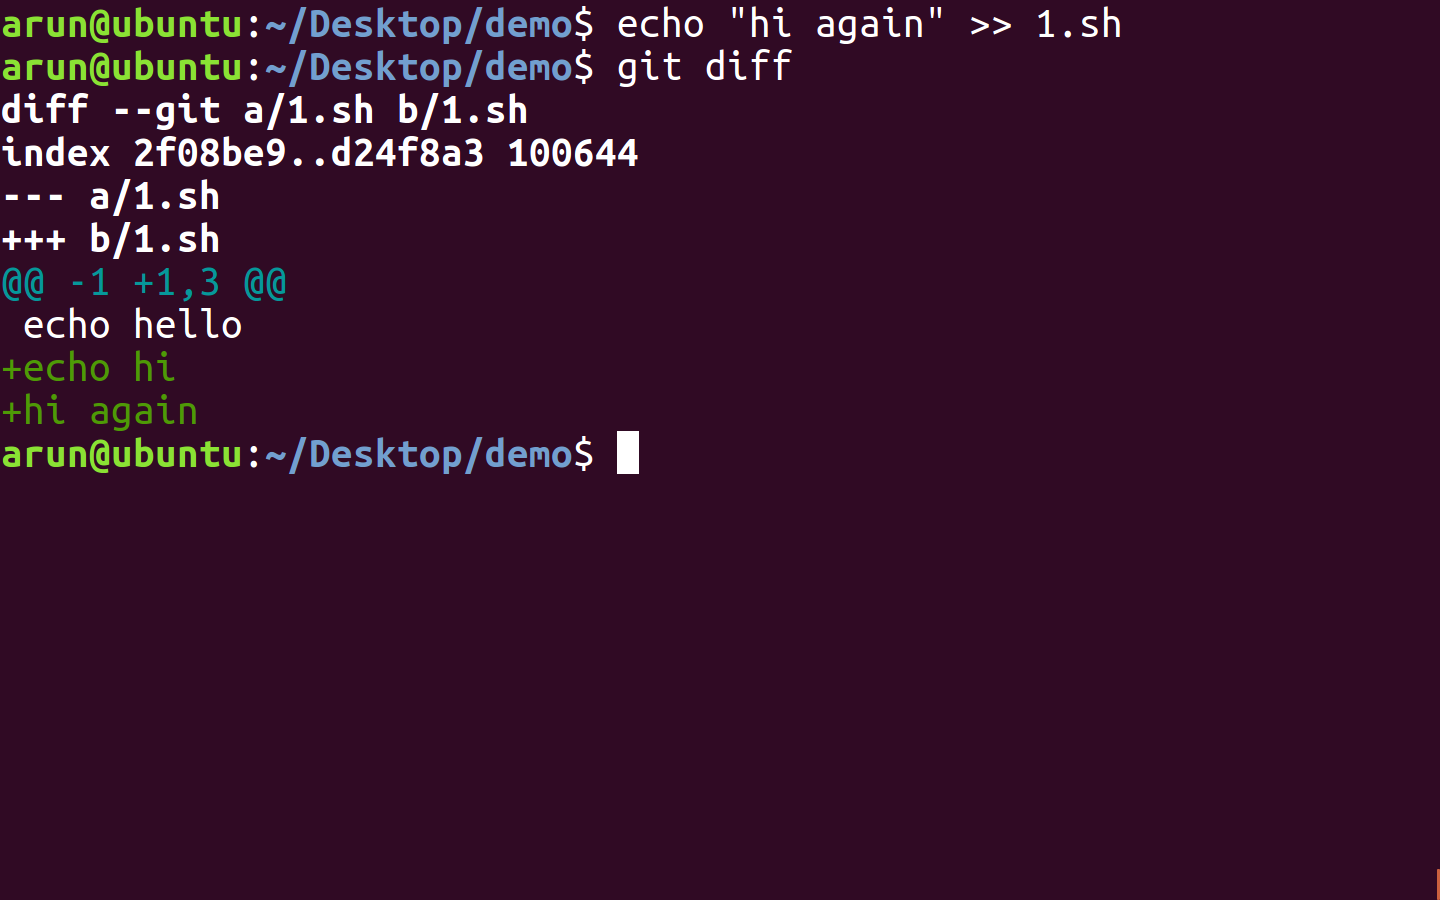 arun@ubuntu:~/Desktop/demo$ echo "hi again" >> 1.sh
arun@ubuntu:~/Desktop/demo$ git diff
diff --git a/1.sh b/1.sh
index 2f08be9..d24f8a3 100644
--- a/1.sh
+++ b/1.sh
@@ -1 +1,3 @@
 echo hello
+echo hi
+hi again
arun@ubuntu:~/Desktop/demo$